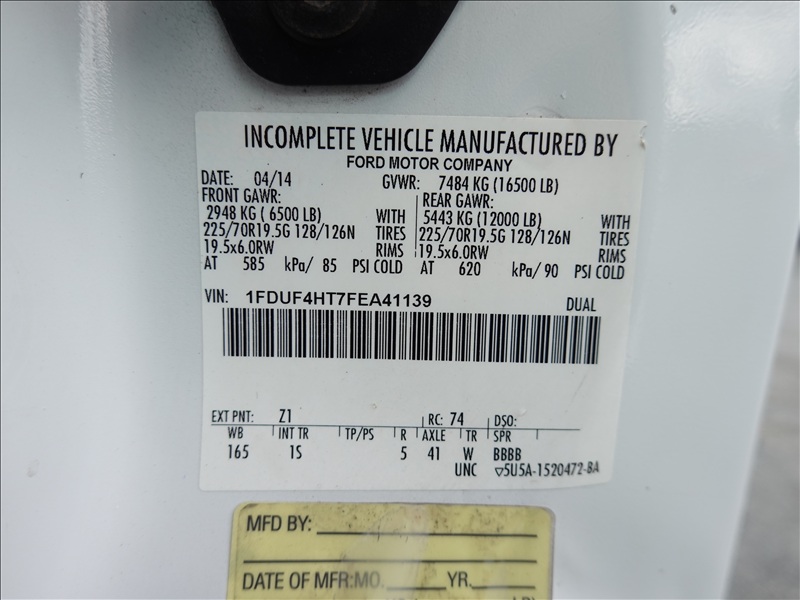 INCOMPLETE VEHICLE MANUFACTURED BY
FORD MOTOR COMPANY
DATE: 04/14 GVWR: 7484 KG (16500 LB)
FRONT GAWR: REAR GAWR:
2948 KG ( 6500 LB) WITH 5443 KG (12000 LB) WITH
225/70R19.5G 128/126N TIRES 225/70R19.5G 128/126N TIRES
19.5x6.0RW RIMS 19.5x6.0RW RIMS
AT 585 kPa/ 85 PSI COLD AT 620 kPa/ 90 PSI COLD
VIN: 1FDUF4HT7FEA41139 DUAL
EXT PNT: Z1 RC: 74 DSO:
WB INT TR TP/PS R AXLE TR SPR
165 1S 5 41 W BBBB
UNC ▽5U5A-1520472-BA
MFD BY:
DATE OF MFR: MO. YR.